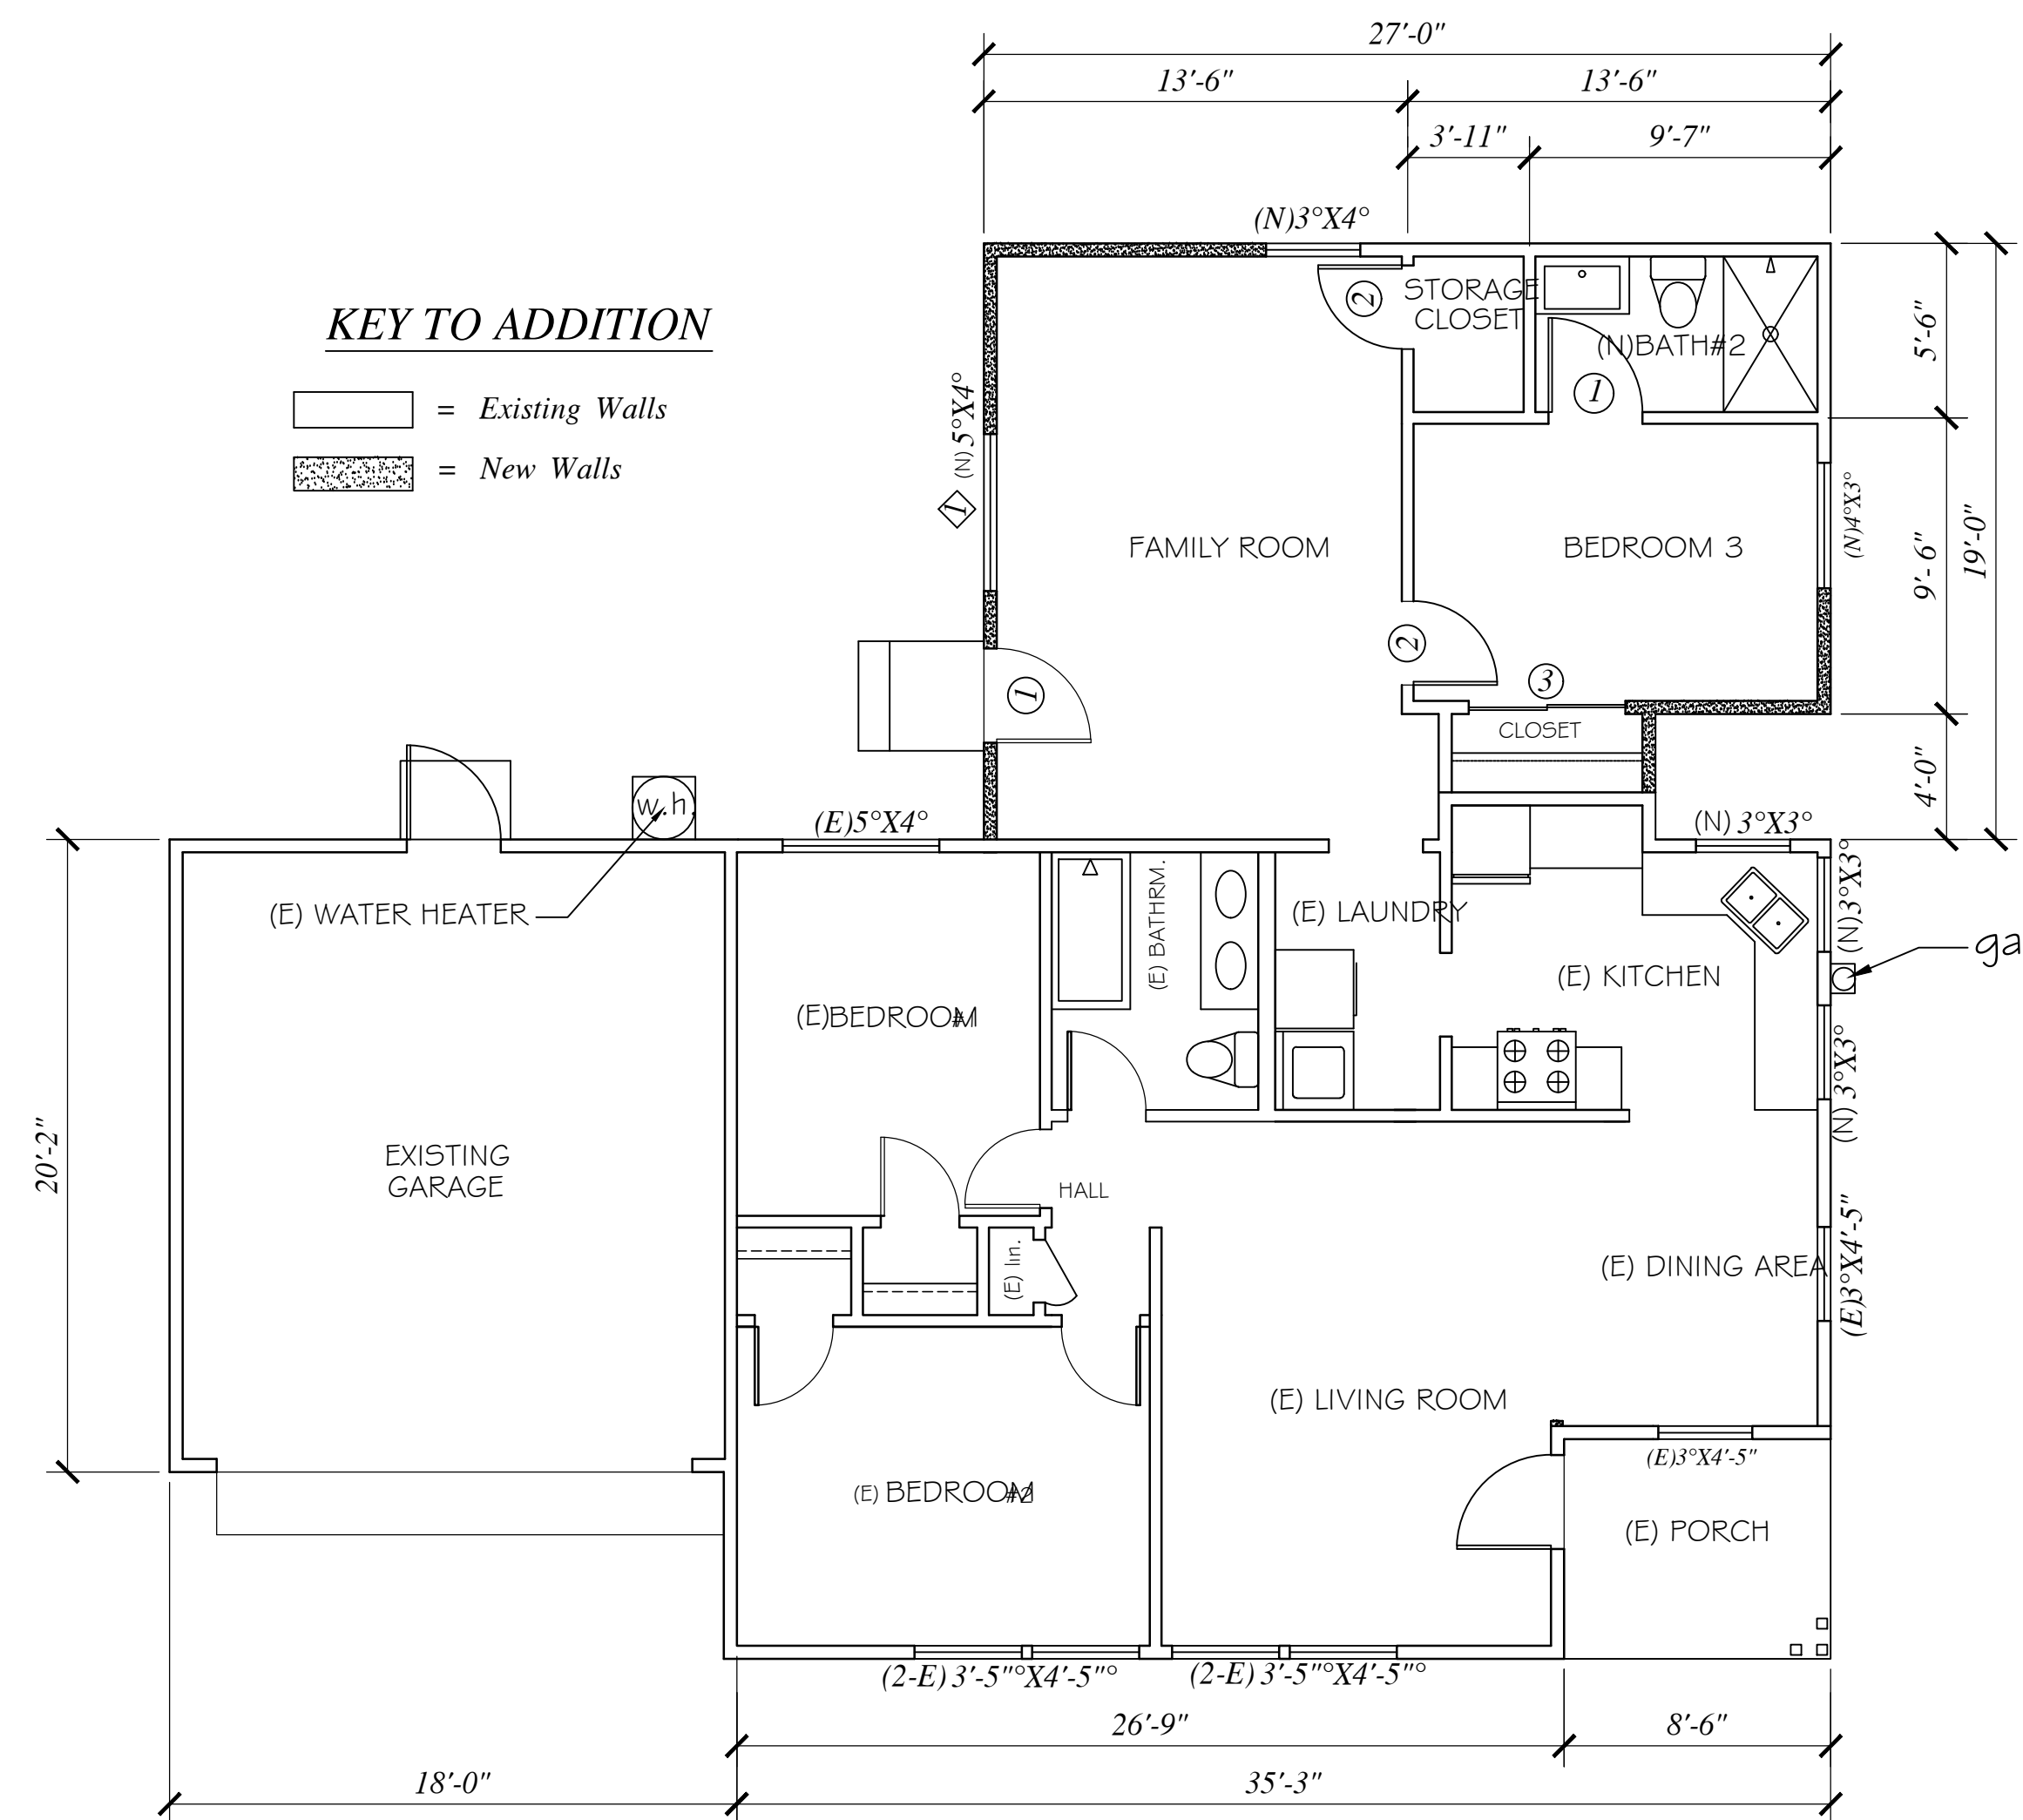 27'-0"
13'-6" 13'-6"
3'-11" 9'-7"
(N)3°X4°
KEY TO ADDITION
= Existing Walls
= New Walls
STORAGE
CLOSET
2
(N)BATH#2
1
5'-6"
(N) 5°X4°
1
FAMILY ROOM
BEDROOM 3
(N)4°X3°
9'-6"
19'-0"
2
1
3
CLOSET
4'-0"
w.h.
(E)5°X4°
(N) 3°X3°
(E) WATER HEATER
(E) BATHRM.
(E) LAUNDRY
(N)3°X3°
ga
(E) KITCHEN
(E)BEDROOM #1
(N) 3°X3°
20'-2"
EXISTING
GARAGE
HALL
(E) lin.
(E) DINING AREA
(E)3°X4'-5"
(E) LIVING ROOM
(E)3°X4'-5"
(E) BEDROOM #2
(E) PORCH
(2-E) 3'-5"°X4'-5"° (2-E) 3'-5"°X4'-5"°
26'-9" 8'-6"
18'-0" 35'-3"